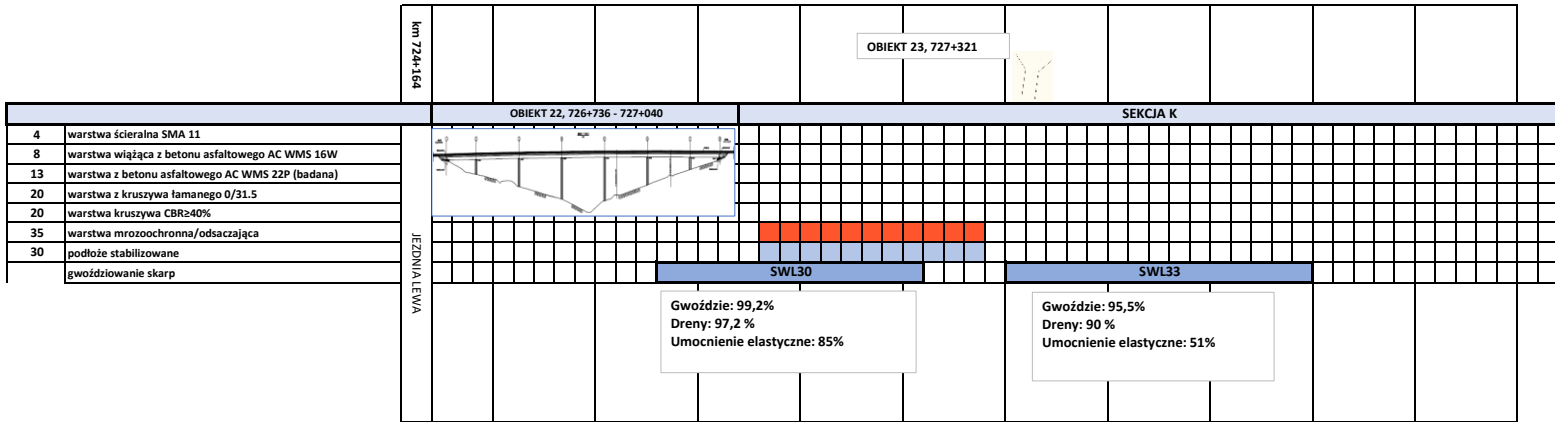 km 724+164
OBIEKT 23, 727+321
OBIEKT 22, 726+736 - 727+040
SEKCJA K
4 warstwa ścieralna SMA 11
8 warstwa wiążąca z betonu asfaltowego AC WMS 16W
13 warstwa z betonu asfaltowego AC WMS 22P (badana)
20 warstwa z kruszywa łamanego 0/31.5
20 warstwa kruszywa CBR≥40%
35 warstwa mrozoochronna/odsaczająca
30 podłoże stabilizowane
gwoździowanie skarp
JEZDNIA LEWA
SWL30
SWL33
Gwoździe: 99,2%
Dreny: 97,2 %
Umocnienie elastyczne: 85%
Gwoździe: 95,5%
Dreny: 90 %
Umocnienie elastyczne: 51%